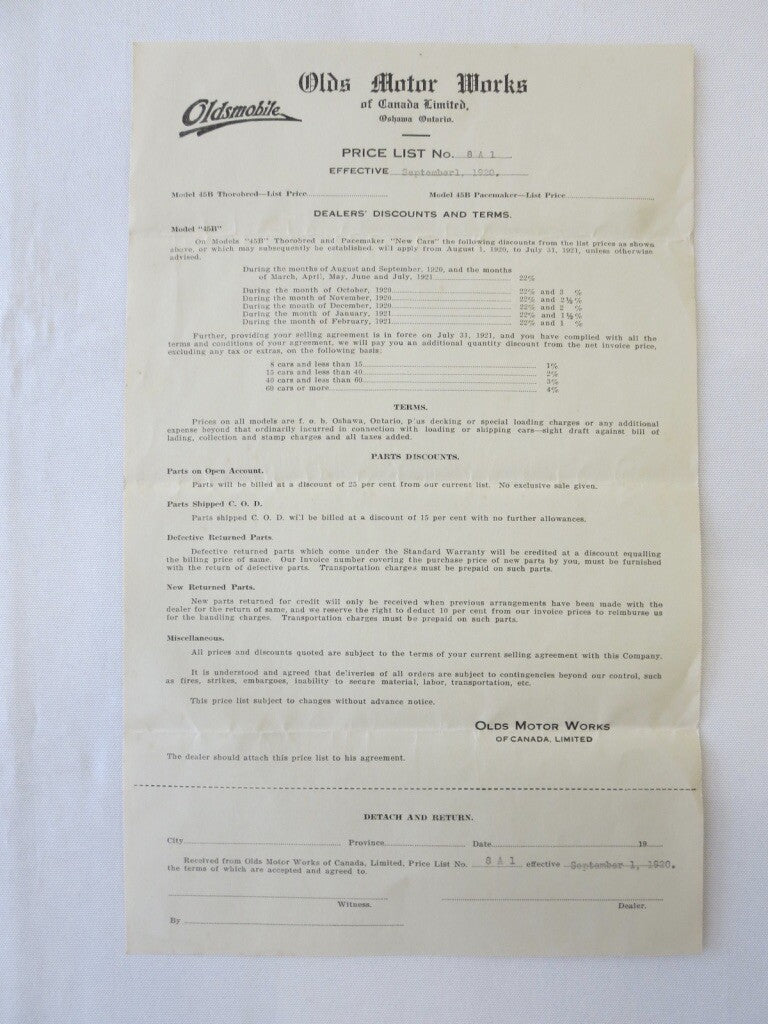 Olds Motor Works
of Canada Limited,
Oshawa Ontario.
Oldsmobile
PRICE LIST No. 8 A 1
EFFECTIVE September1, 1920.
Model 45B Thorobred—List Price
Model 45B Pacemaker—List Price
DEALERS' DISCOUNTS AND TERMS.
Model "45B"
On Models "45B" Thorobred and Pacemaker "New Cars" the following discounts from the list prices as shown
above, or which may subsequently be established, will apply from August 1, 1920, to July 31, 1921, unless otherwise
advised.
During the months of August and September, 1920, and the months
of March, April, May, June and July, 1921 22%
During the month of October, 1920 22% and 3 %
During the month of November, 1920 22% and 2½%
During the month of December, 1920 22% and 2 %
During the month of January, 1921 22% and 1½%
During the month of February, 1921 22% and 1 %
Further, providing your selling agreement is in force on July 31, 1921, and you have complied with all the
terms and conditions of your agreement, we will pay you an additional quantity discount from the net invoice price,
excluding any tax or extras, on the following basis:
8 cars and less than 15 1%
15 cars and less than 40 2%
40 cars and less than 60 3%
60 cars or more 4%
TERMS.
Prices on all models are f. o. b. Oshawa, Ontario, plus decking or special loading charges or any additional
expense beyond that ordinarily incurred in connection with loading or shipping cars—sight draft against bill of
lading, collection and stamp charges and all taxes added.
PARTS DISCOUNTS.
Parts on Open Account.
Parts will be billed at a discount of 25 per cent from our current list. No exclusive sale given.
Parts Shipped C. O. D.
Parts shipped C. O. D. will be billed at a discount of 15 per cent with no further allowances.
Defective Returned Parts.
Defective returned parts which come under the Standard Warranty will be credited at a discount equalling
the billing price of same. Our Invoice number covering the purchase price of new parts by you, must be furnished
with the return of defective parts. Transportation charges must be prepaid on such parts.
New Returned Parts.
New parts returned for credit will only be received when previous arrangements have been made with the
dealer for the return of same, and we reserve the right to deduct 10 per cent from our invoice prices to reimburse us
for the handling charges. Transportation charges must be prepaid on such parts.
Miscellaneous.
All prices and discounts quoted are subject to the terms of your current selling agreement with this Company.
It is understood and agreed that deliveries of all orders are subject to contingencies beyond our control, such
as fires, strikes, embargoes, inability to secure material, labor, transportation, etc.
This price list subject to changes without advance notice.
OLDS MOTOR WORKS
OF CANADA, LIMITED
The dealer should attach this price list to his agreement.
DETACH AND RETURN.
City Province Date 19
Received from Olds Motor Works of Canada, Limited, Price List No. 8 A 1 effective September 1, 1920.
the terms of which are accepted and agreed to.
Witness. Dealer.
By